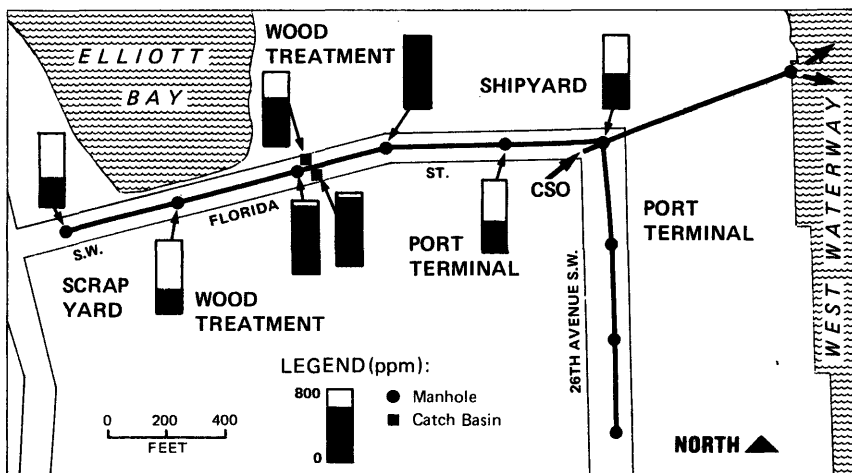 ELLIOTT
BAY
WOOD
TREATMENT
SHIPYARD
CSO
ST.
FLORIDA
S.W.
PORT
TERMINAL
PORT
TERMINAL
SCRAP
YARD
WOOD
TREATMENT
26TH AVENUE S.W.
WEST WATERWAY
LEGEND (ppm):
800
0
Manhole
Catch Basin
0 200 400
FEET
NORTH